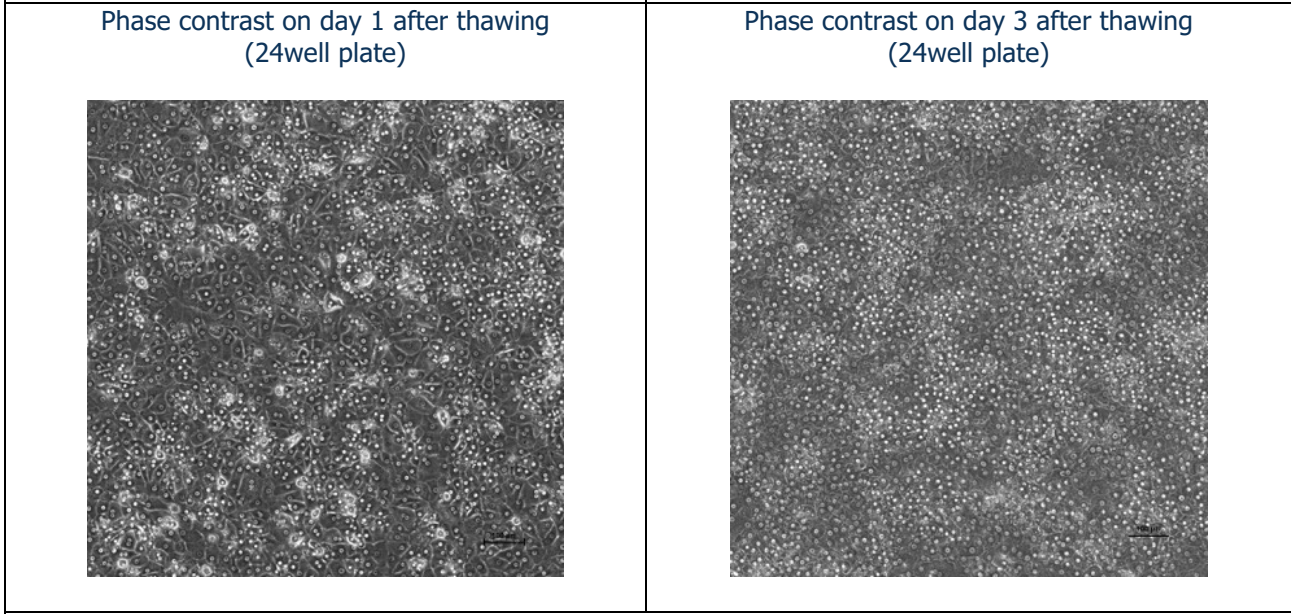 Phase contrast on day 1 after thawing
(24well plate)
Phase contrast on day 3 after thawing
(24well plate)